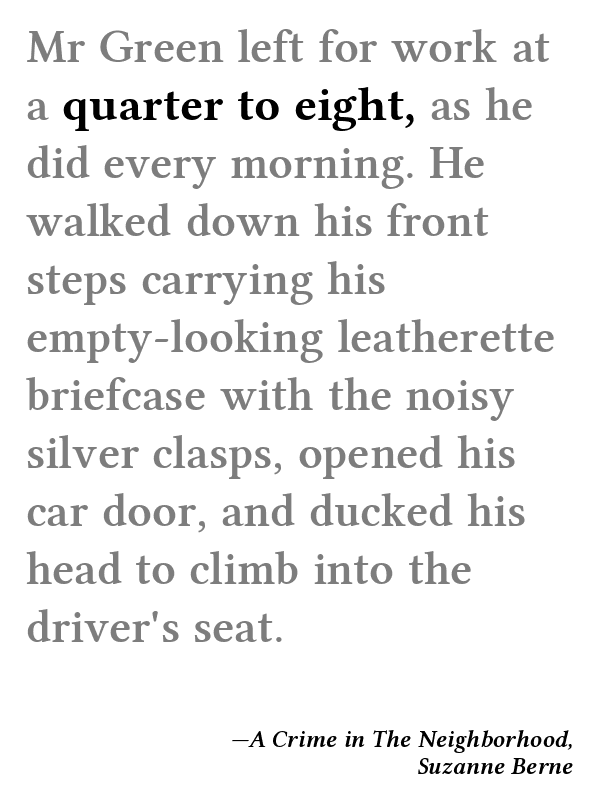 Mr Green left for work at
a quarter to eight, as he
did every morning. He
walked down his front
steps carrying his
empty-looking leatherette
briefcase with the noisy
silver clasps, opened his
car door, and ducked his
head to climb into the
driver's seat.
—A Crime in The Neighborhood,
Suzanne Berne